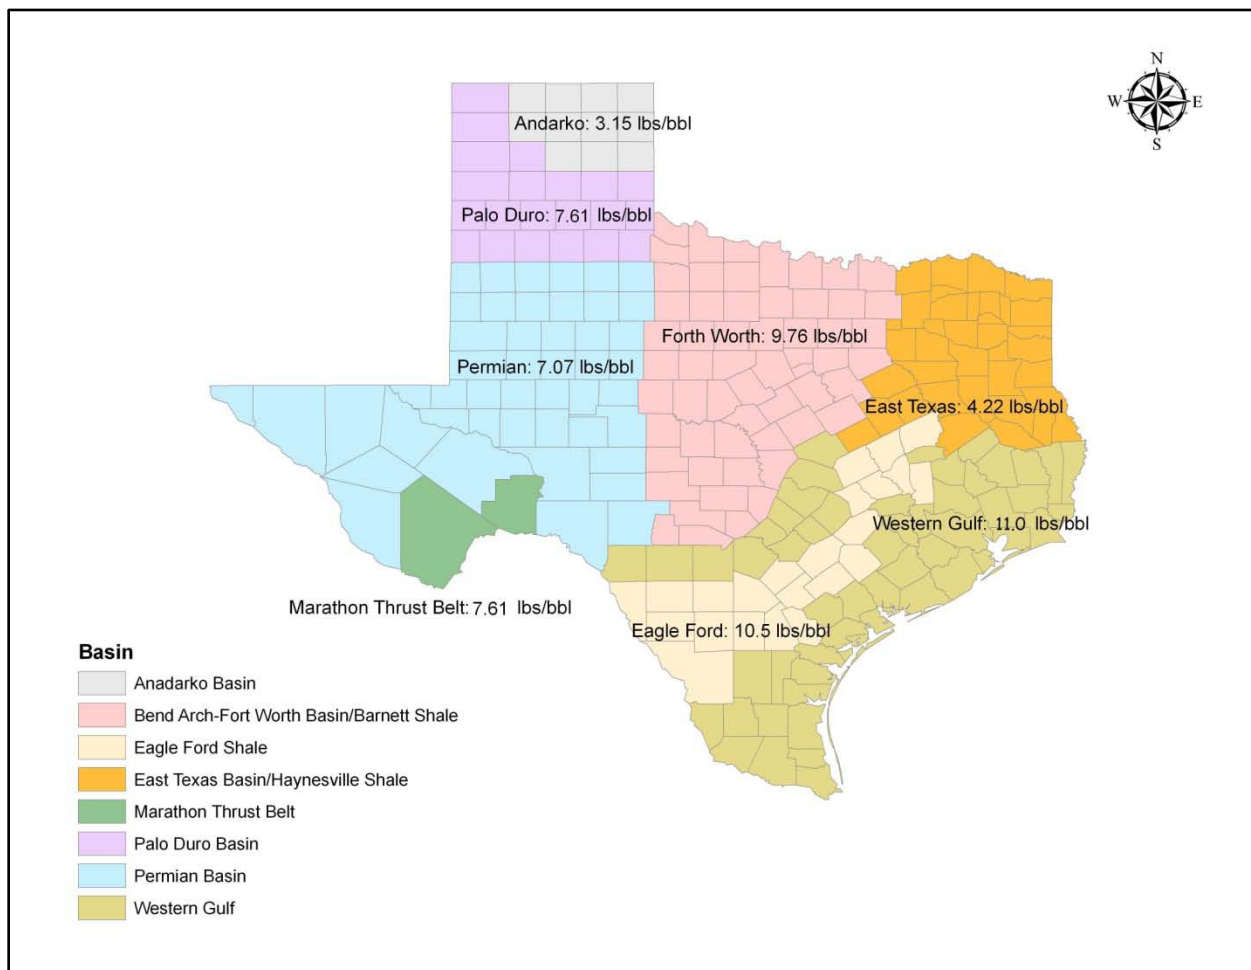 N
W E
S
Andarko: 3.15 lbs/bbl
Palo Duro: 7.61 lbs/bbl
Forth Worth: 9.76 lbs/bbl
Permian: 7.07 lbs/bbl
East Texas: 4.22 lbs/bbl
Western Gulf: 11.0 lbs/bbl
Marathon Thrust Belt: 7.61 lbs/bbl
Eagle Ford: 10.5 lbs/bbl
Basin
Anadarko Basin
Bend Arch-Fort Worth Basin/Barnett Shale
Eagle Ford Shale
East Texas Basin/Haynesville Shale
Marathon Thrust Belt
Palo Duro Basin
Permian Basin
Western Gulf